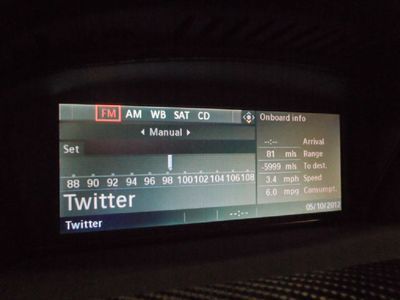 FM AM WB SAT CD
Manual
Set
88 90 92 94 96 98 100 102 104 106 108
Twitter
Twitter
--:--
Onboard info
--:-- Arrival
81 mls Range
-5999 mls To dest.
3.4 mph Speed
6.0 mpg Consumpt.
05/10/2012